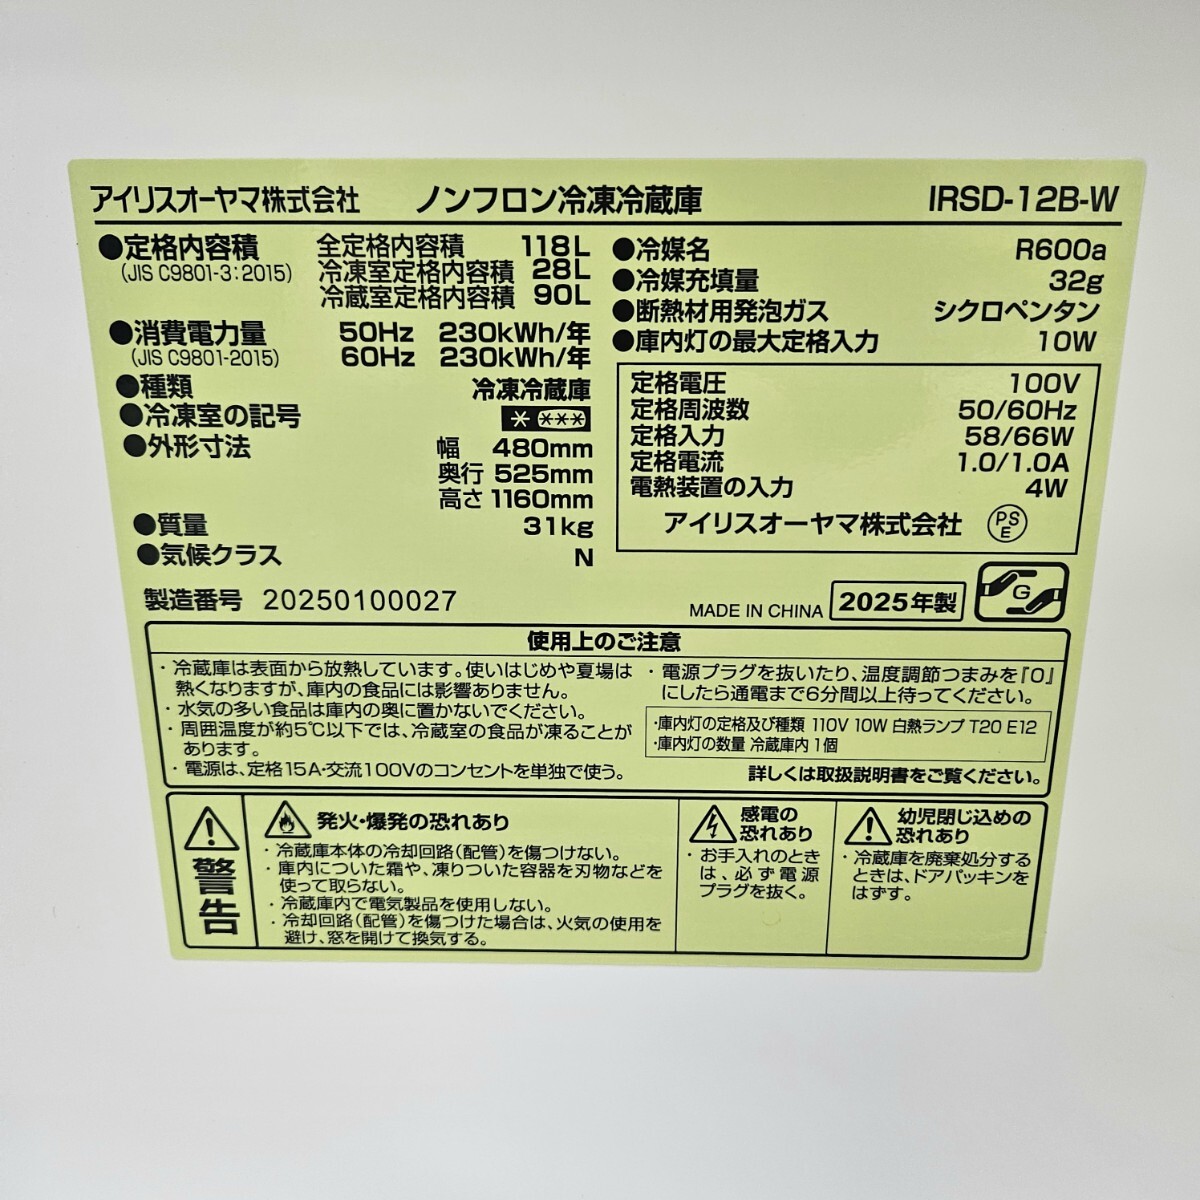 アイリスオーヤマ株式会社 ノンフロン冷凍冷蔵庫 IRSD-12B-W
●定格内容積 全定格内容積 118L
(JIS C9801-3:2015) 冷凍室定格内容積 28L
冷蔵室定格内容積 90L
●消費電力量 50Hz 230kWh/年
(JIS C9801-2015) 60Hz 230kWh/年
●種類 冷凍冷蔵庫
●冷凍室の記号 * ***
●外形寸法 幅 480mm
奥行 525mm
高さ 1160mm
●質量 31kg
●気候クラス N
●冷媒名 R600a
●冷媒充填量 32g
●断熱材用発泡ガス シクロペンタン
●庫内灯の最大定格入力 10W
定格電圧 100V
定格周波数 50/60Hz
定格入力 58/66W
定格電流 1.0/1.0A
電熱装置の入力 4W
アイリスオーヤマ株式会社 PSE
製造番号 20250100027
MADE IN CHINA 2025年製 G
使用上のご注意
・冷蔵庫は表面から放熱しています。使いはじめや夏場は
熱くなりますが、庫内の食品には影響ありません。
・水気の多い食品は庫内の奥に置かないでください。
・周囲温度が約5℃以下では、冷蔵室の食品が凍ることが
あります。
・電源は、定格15A・交流100Vのコンセントを単独で使う。
・電源プラグを抜いたり、温度調節つまみを『0』
にしたら通電まで6分間以上待ってください。
・庫内灯の定格及び種類 110V 10W 白熱ランプ T20 E12
・庫内灯の数量 冷蔵庫内 1個
詳しくは取扱説明書をご覧ください。
警告
発火・爆発の恐れあり
・冷蔵庫本体の冷却回路(配管)を傷つけない。
・庫内についた霜や、凍りついた容器を刃物などを
使って取らない。
・冷蔵庫内で電気製品を使用しない。
・冷却回路(配管)を傷つけた場合は、火気の使用を
避け、窓を開けて換気する。
感電の
恐れあり
・お手入れのとき
は、必ず電源
プラグを抜く。
幼児閉じ込めの
恐れあり
・冷蔵庫を廃棄処分する
ときは、ドアパッキンを
はずす。